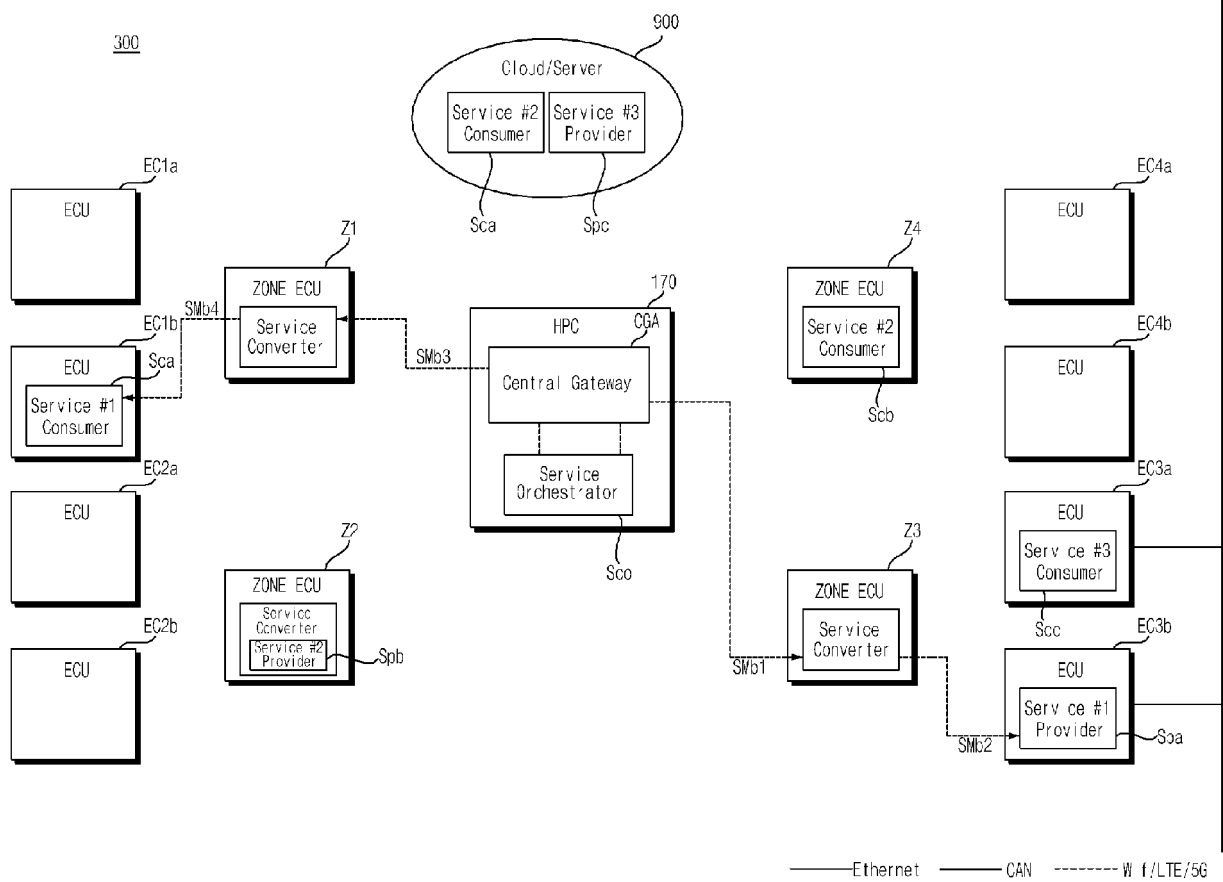 300
900
Cloud/Server
Service #2
Consumer
Service #3
Provider
Sca
Spc
EC1a
ECU
Z1
ZONE ECU
Service
Converter
SMb4
EC1b
ECU
Sca
Service #1
Consumer
EC2a
ECU
EC2b
ECU
Z2
ZONE ECU
Service
Converter
Service #2
Provider
Spb
170
HPC
CGA
Central Gateway
SMb3
Service
Orchestrator
Sco
Z4
ZONE ECU
Service #2
Consumer
Scb
Z3
ZONE ECU
Service
Converter
SMb1
SMb2
EC4a
ECU
EC4b
ECU
EC3a
ECU
Serv ce #3
Consumer
Scc
EC3b
ECU
Serv ce #1
Provider
Spa
Ethernet
CAN
W f/LTE/5G